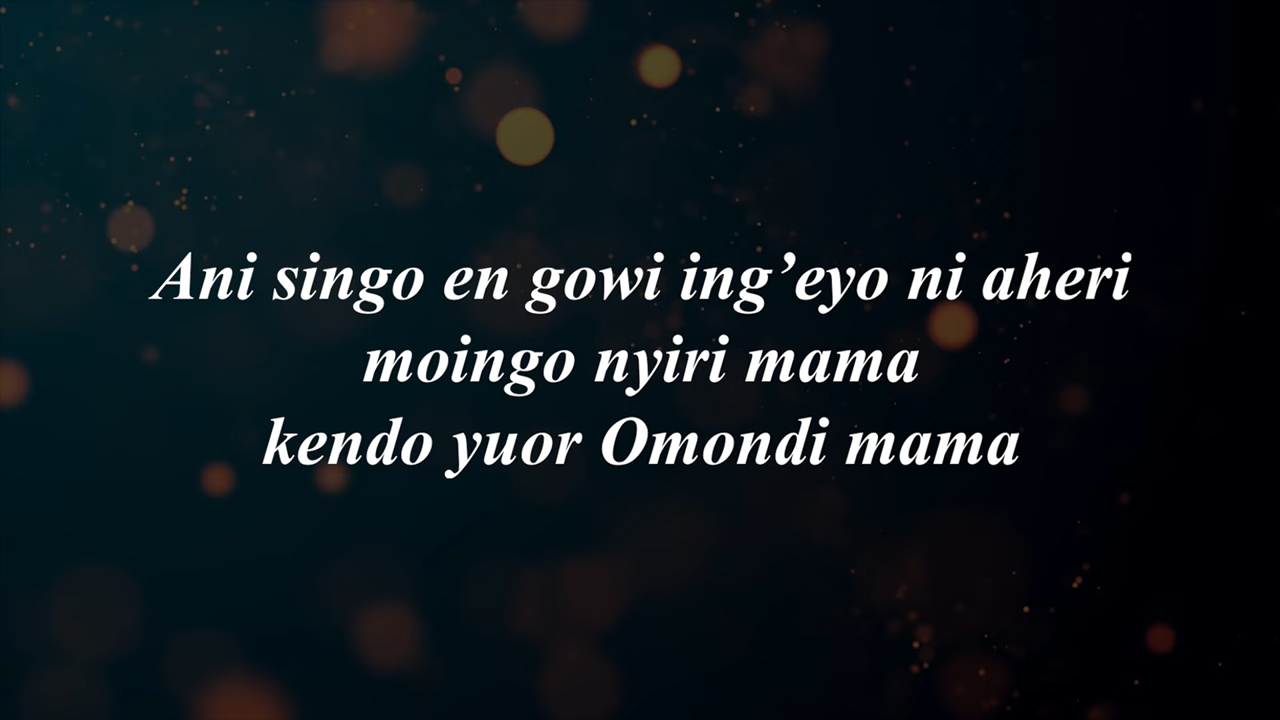 Ani singo en gowi ing’eyo ni aheri
moingo nyiri mama
kendo yuor Omondi mama